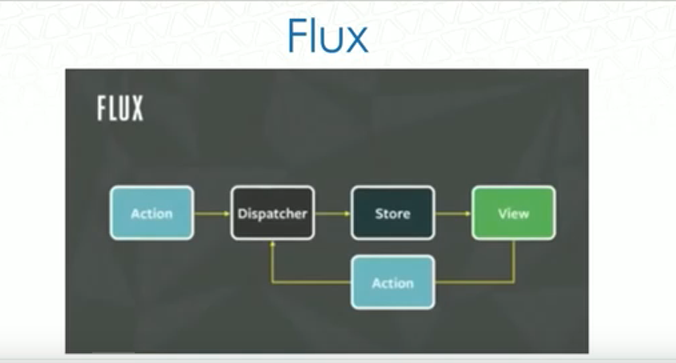 Flux
FLUX
Action
Dispatcher
Store
View
Action